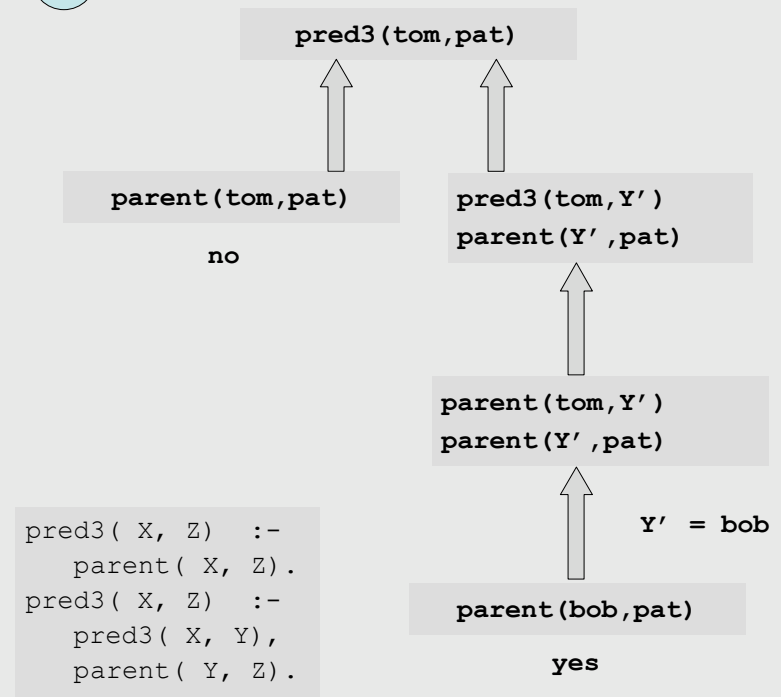 pred3(tom,pat)
parent(tom,pat)
no
pred3(tom,Y’)
parent(Y’,pat)
parent(tom,Y’)
parent(Y’,pat)
Y’ = bob
parent(bob,pat)
yes
pred3( X, Z) :-
parent( X, Z).
pred3( X, Z) :-
pred3( X, Y),
parent( Y, Z).